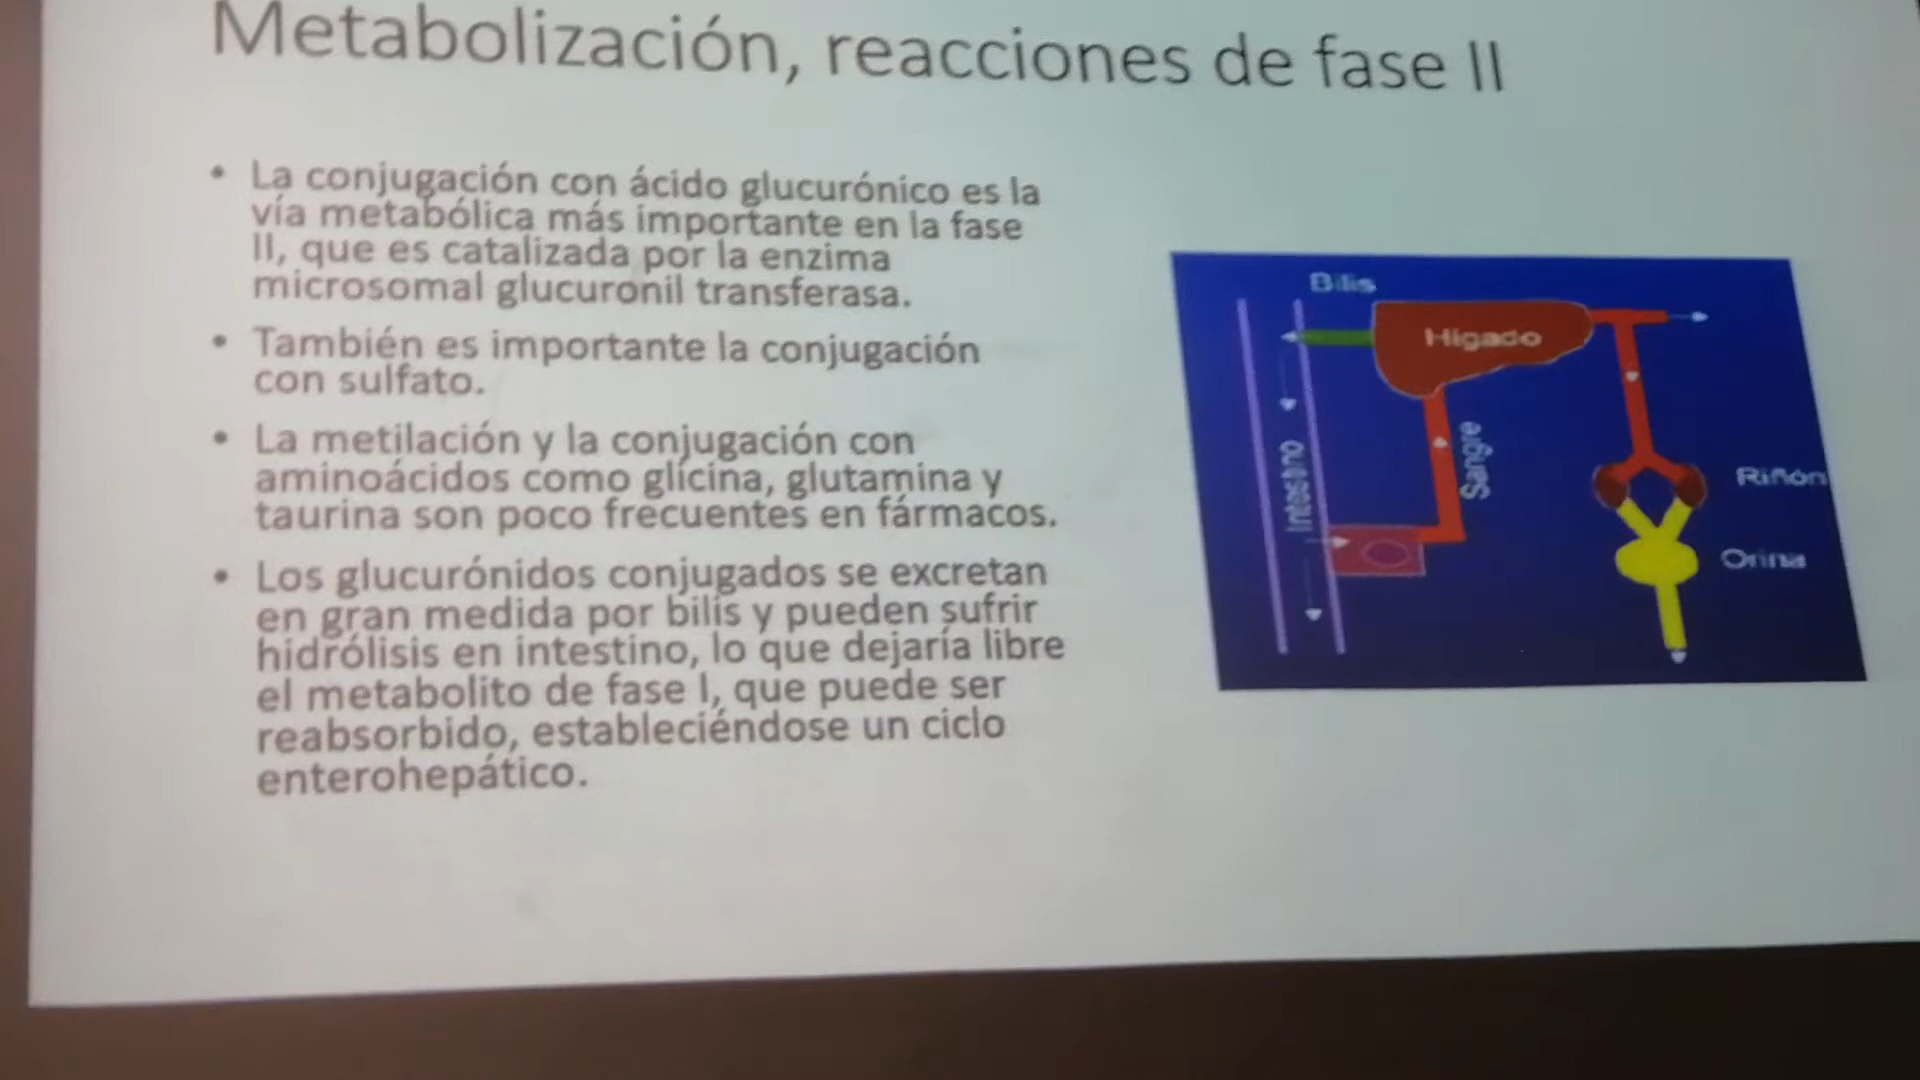 Metabolización, reacciones de fase II
• La conjugación con ácido glucurónico es la
vía metabólica más importante en la fase
II, que es catalizada por la enzima
microsomal glucuronil transferasa.
• También es importante la conjugación
con sulfato.
• La metilación y la conjugación con
aminoácidos como glicina, glutamina y
taurina son poco frecuentes en fármacos.
• Los glucurónidos conjugados se excretan
en gran medida por bilis y pueden sufrir
hidrólisis en intestino, lo que dejaría libre
el metabolito de fase I, que puede ser
reabsorbido, estableciéndose un ciclo
enterohepático.
Bilis
Higado
Intestino
Sangre
Riñón
Orina